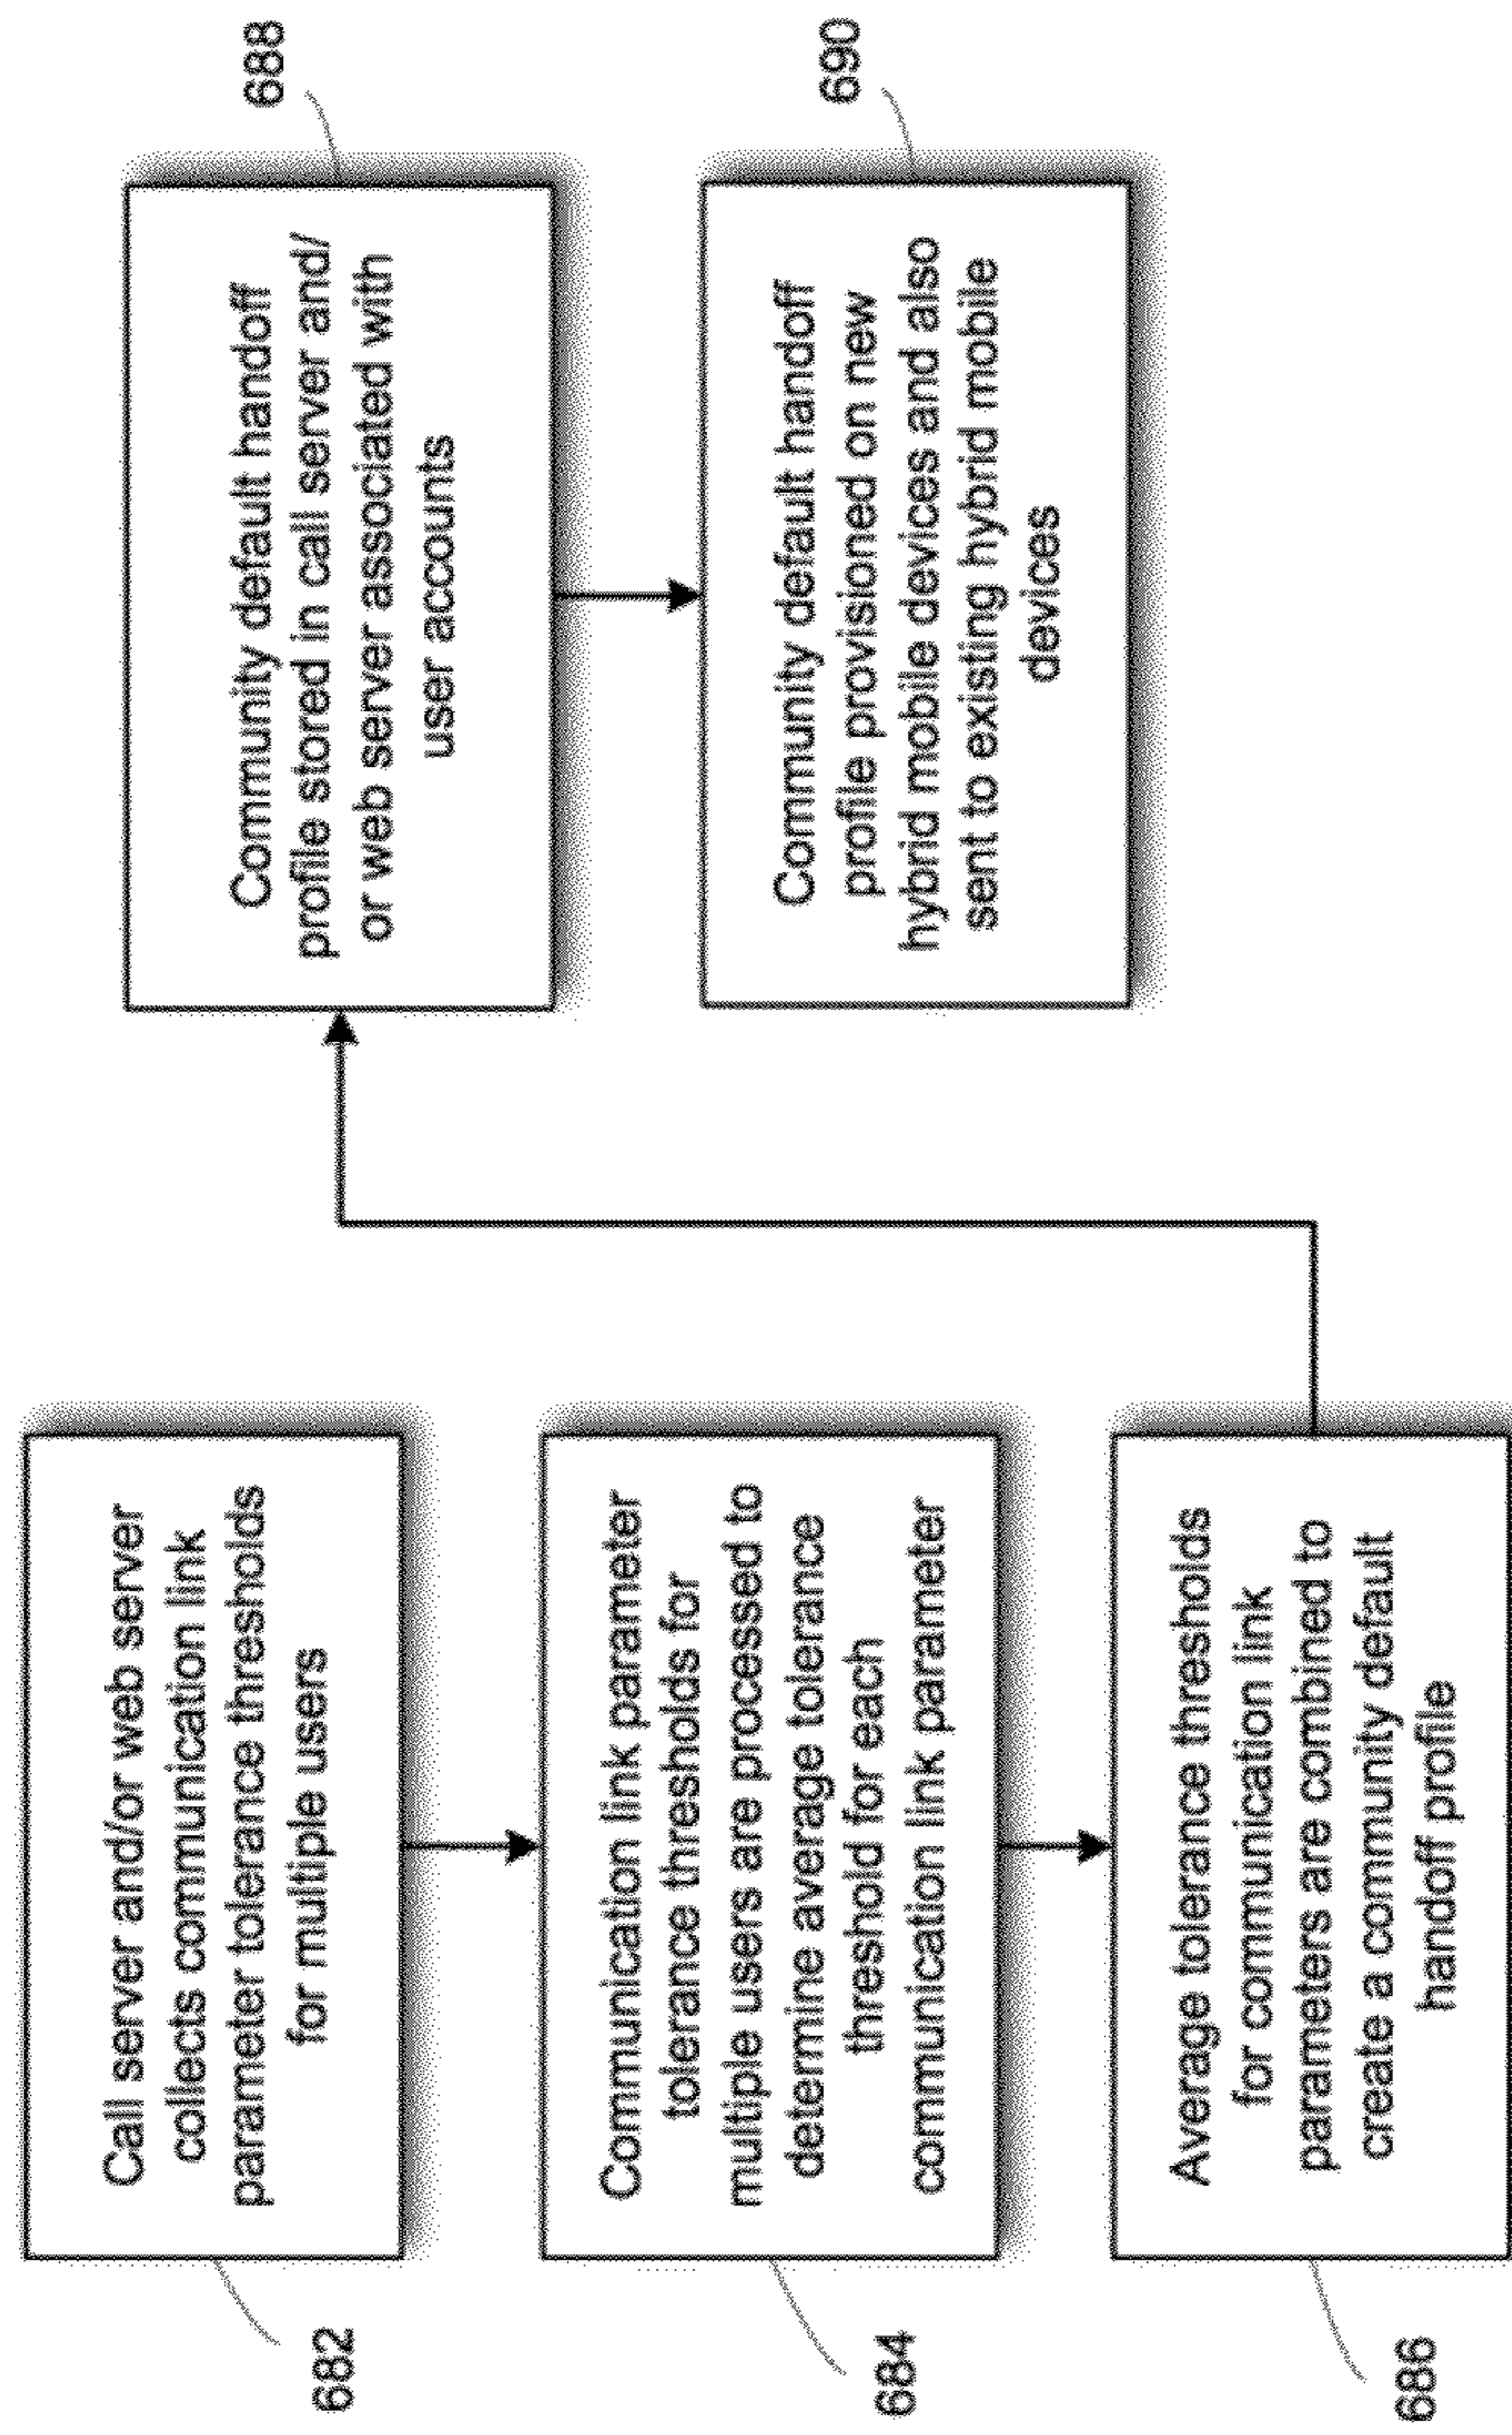 682
Call server and/or web server
collects communication link
parameter tolerance thresholds
for multiple users
684
Communication link parameter
tolerance thresholds for
multiple users are processed to
determine average tolerance
threshold for each
communication link parameter
686
Average tolerance thresholds
for communication link
parameters are combined to
create a community default
handoff profile
688
Community default handoff
profile stored in call server and/
or web server associated with
user accounts
690
Community default handoff
profile provisioned on new
hybrid mobile devices and also
sent to existing hybrid mobile
devices